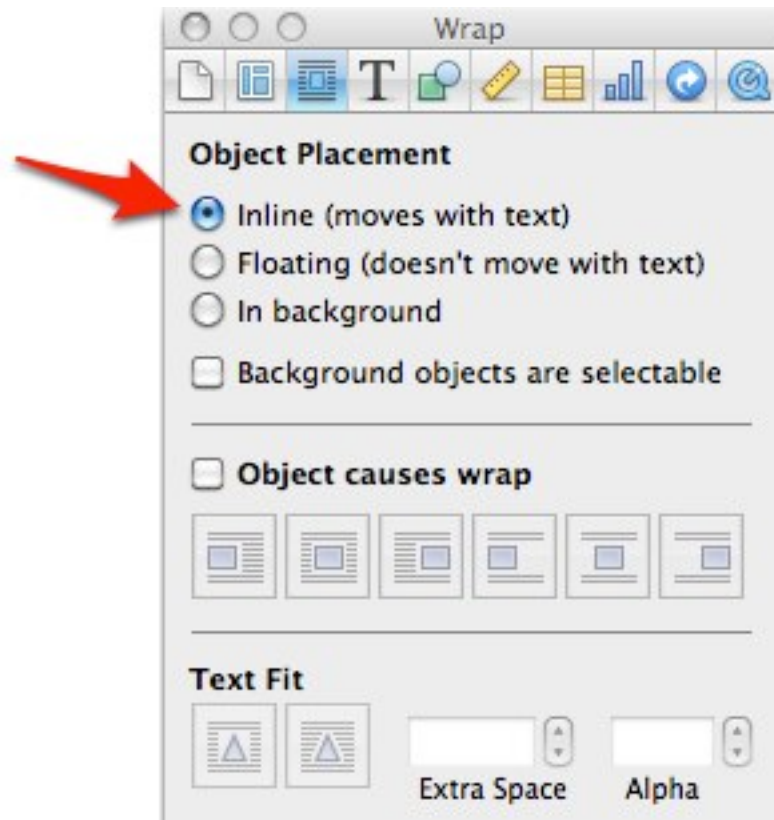 Wrap
T
Object Placement
Inline (moves with text)
Floating (doesn't move with text)
In background
Background objects are selectable
Object causes wrap
Text Fit
Extra Space Alpha